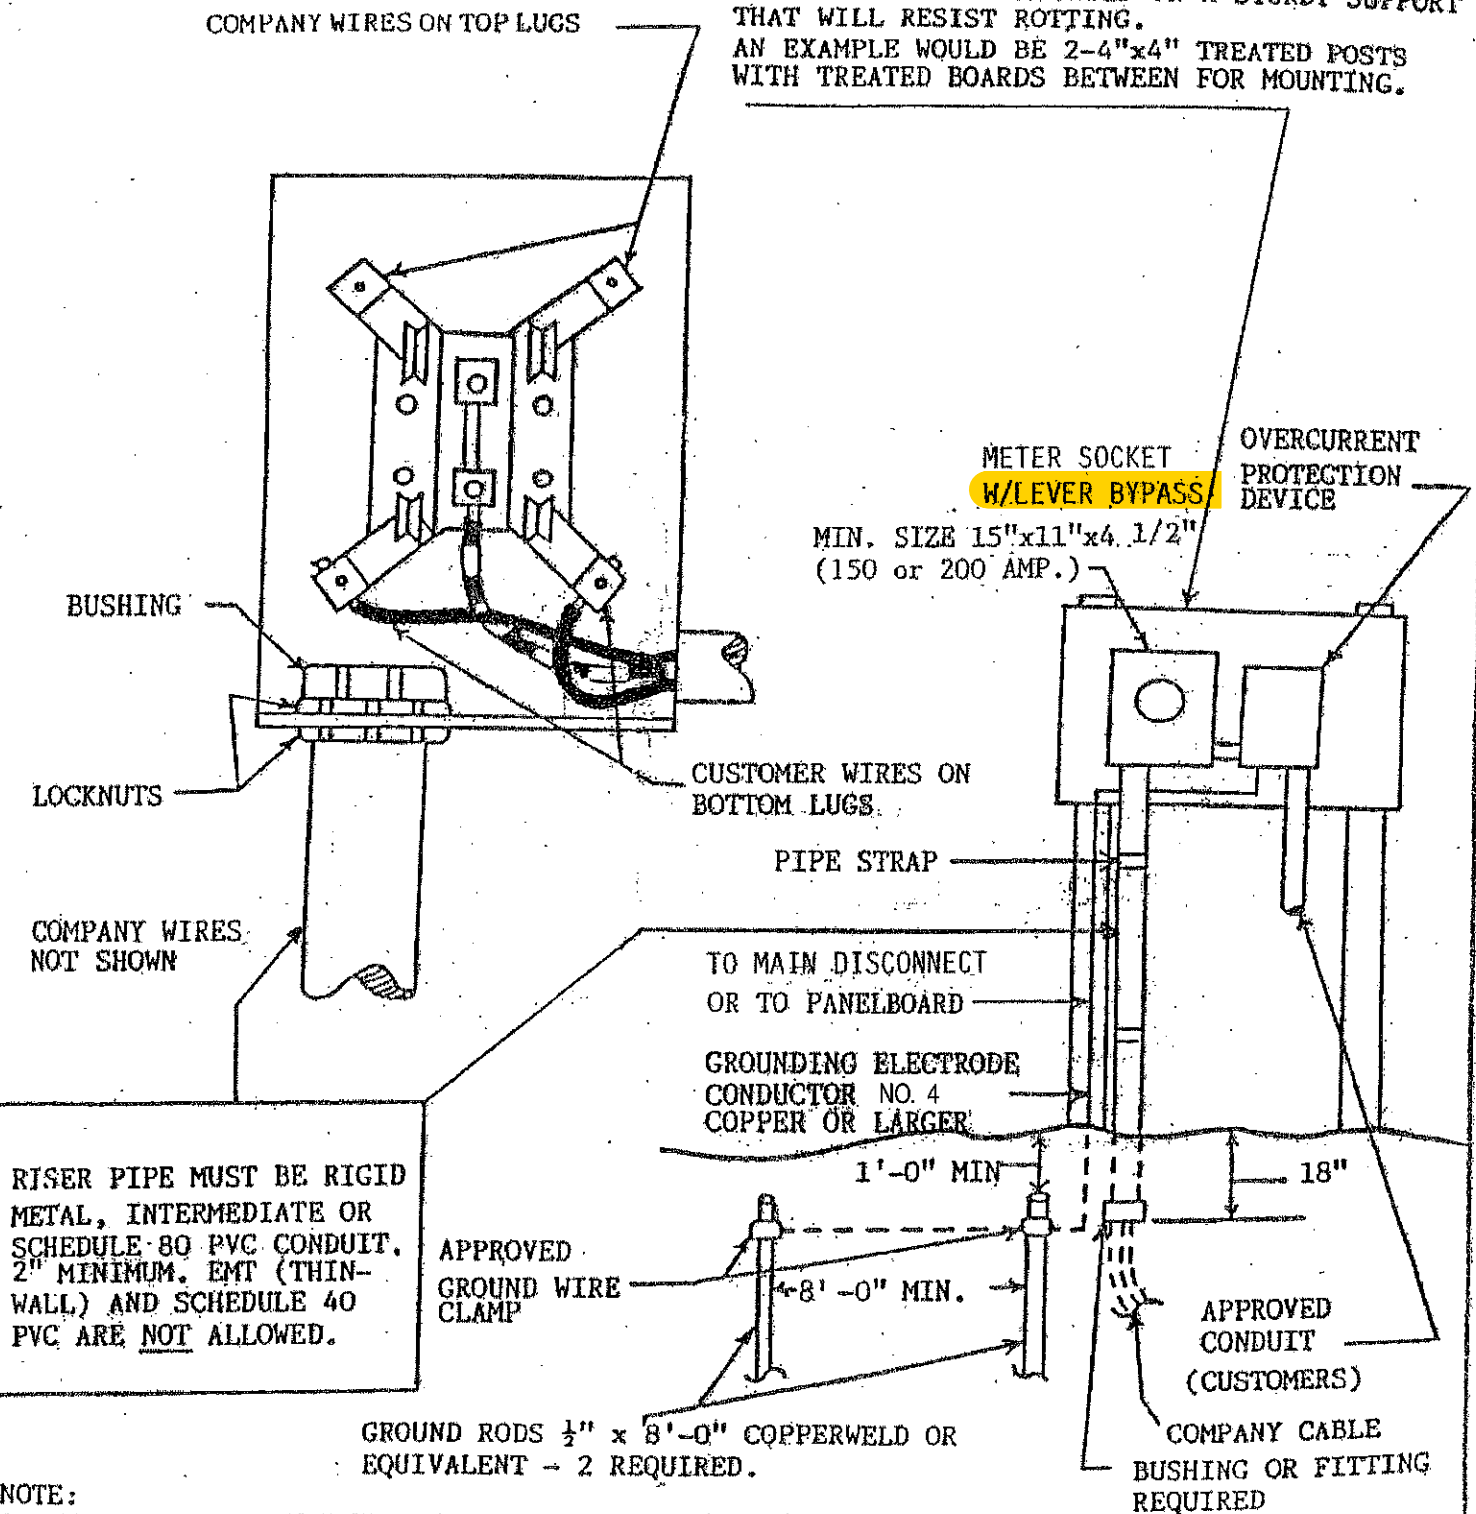 COMPANY WIRES ON TOP LUGS
SUPPORT
THAT WILL RESIST ROTTING.
AN EXAMPLE WOULD BE 2-4"x4" TREATED POSTS
WITH TREATED BOARDS BETWEEN FOR MOUNTING.
METER SOCKET
W/LEVER BYPASS
MIN. SIZE 15"x11"x4 1/2"
(150 or 200 AMP.)
OVERCURRENT
PROTECTION
DEVICE
BUSHING
LOCKNUTS
CUSTOMER WIRES ON
BOTTOM LUGS
PIPE STRAP
COMPANY WIRES
NOT SHOWN
TO MAIN DISCONNECT
OR TO PANELBOARD
GROUNDING ELECTRODE
CONDUCTOR NO. 4
COPPER OR LARGER
1'-0" MIN
18"
RISER PIPE MUST BE RIGID
METAL, INTERMEDIATE OR
SCHEDULE 80 PVC CONDUIT.
2" MINIMUM. EMT (THIN-
WALL) AND SCHEDULE 40
PVC ARE NOT ALLOWED.
APPROVED
GROUND WIRE
CLAMP
8'-0" MIN.
APPROVED
CONDUIT
(CUSTOMERS)
GROUND RODS ½" x 8'-0" COPPERWELD OR
EQUIVALENT - 2 REQUIRED.
COMPANY CABLE
BUSHING OR FITTING
REQUIRED
NOTE: